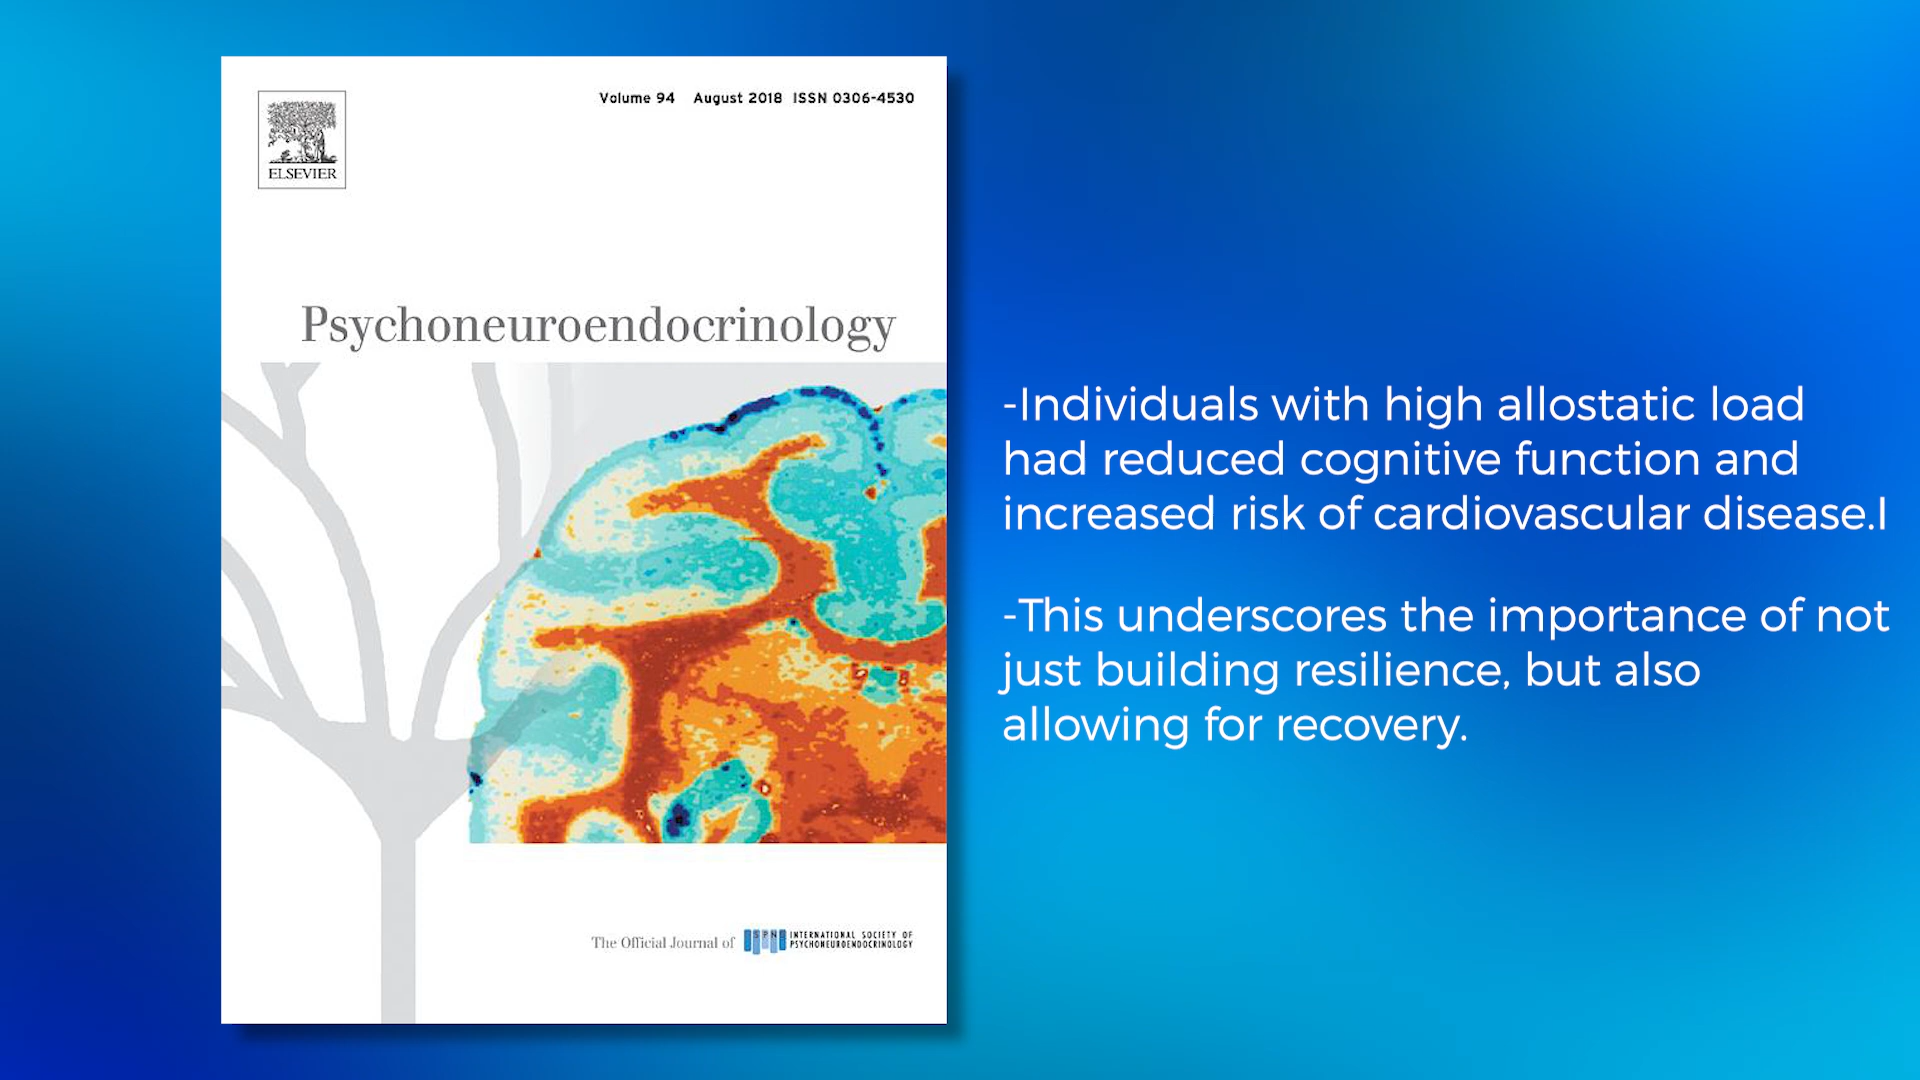 Volume 94 August 2018 ISSN 0306-4530
ELSEVIER
Psychoneuroendocrinology
-Individuals with high allostatic load
had reduced cognitive function and
increased risk of cardiovascular disease.I
-This underscores the importance of not
just building resilience, but also
allowing for recovery.
The Official Journal of
ISPNE
INTERNATIONAL SOCIETY OF
PSYCHONEUROENDOCRINOLOGY